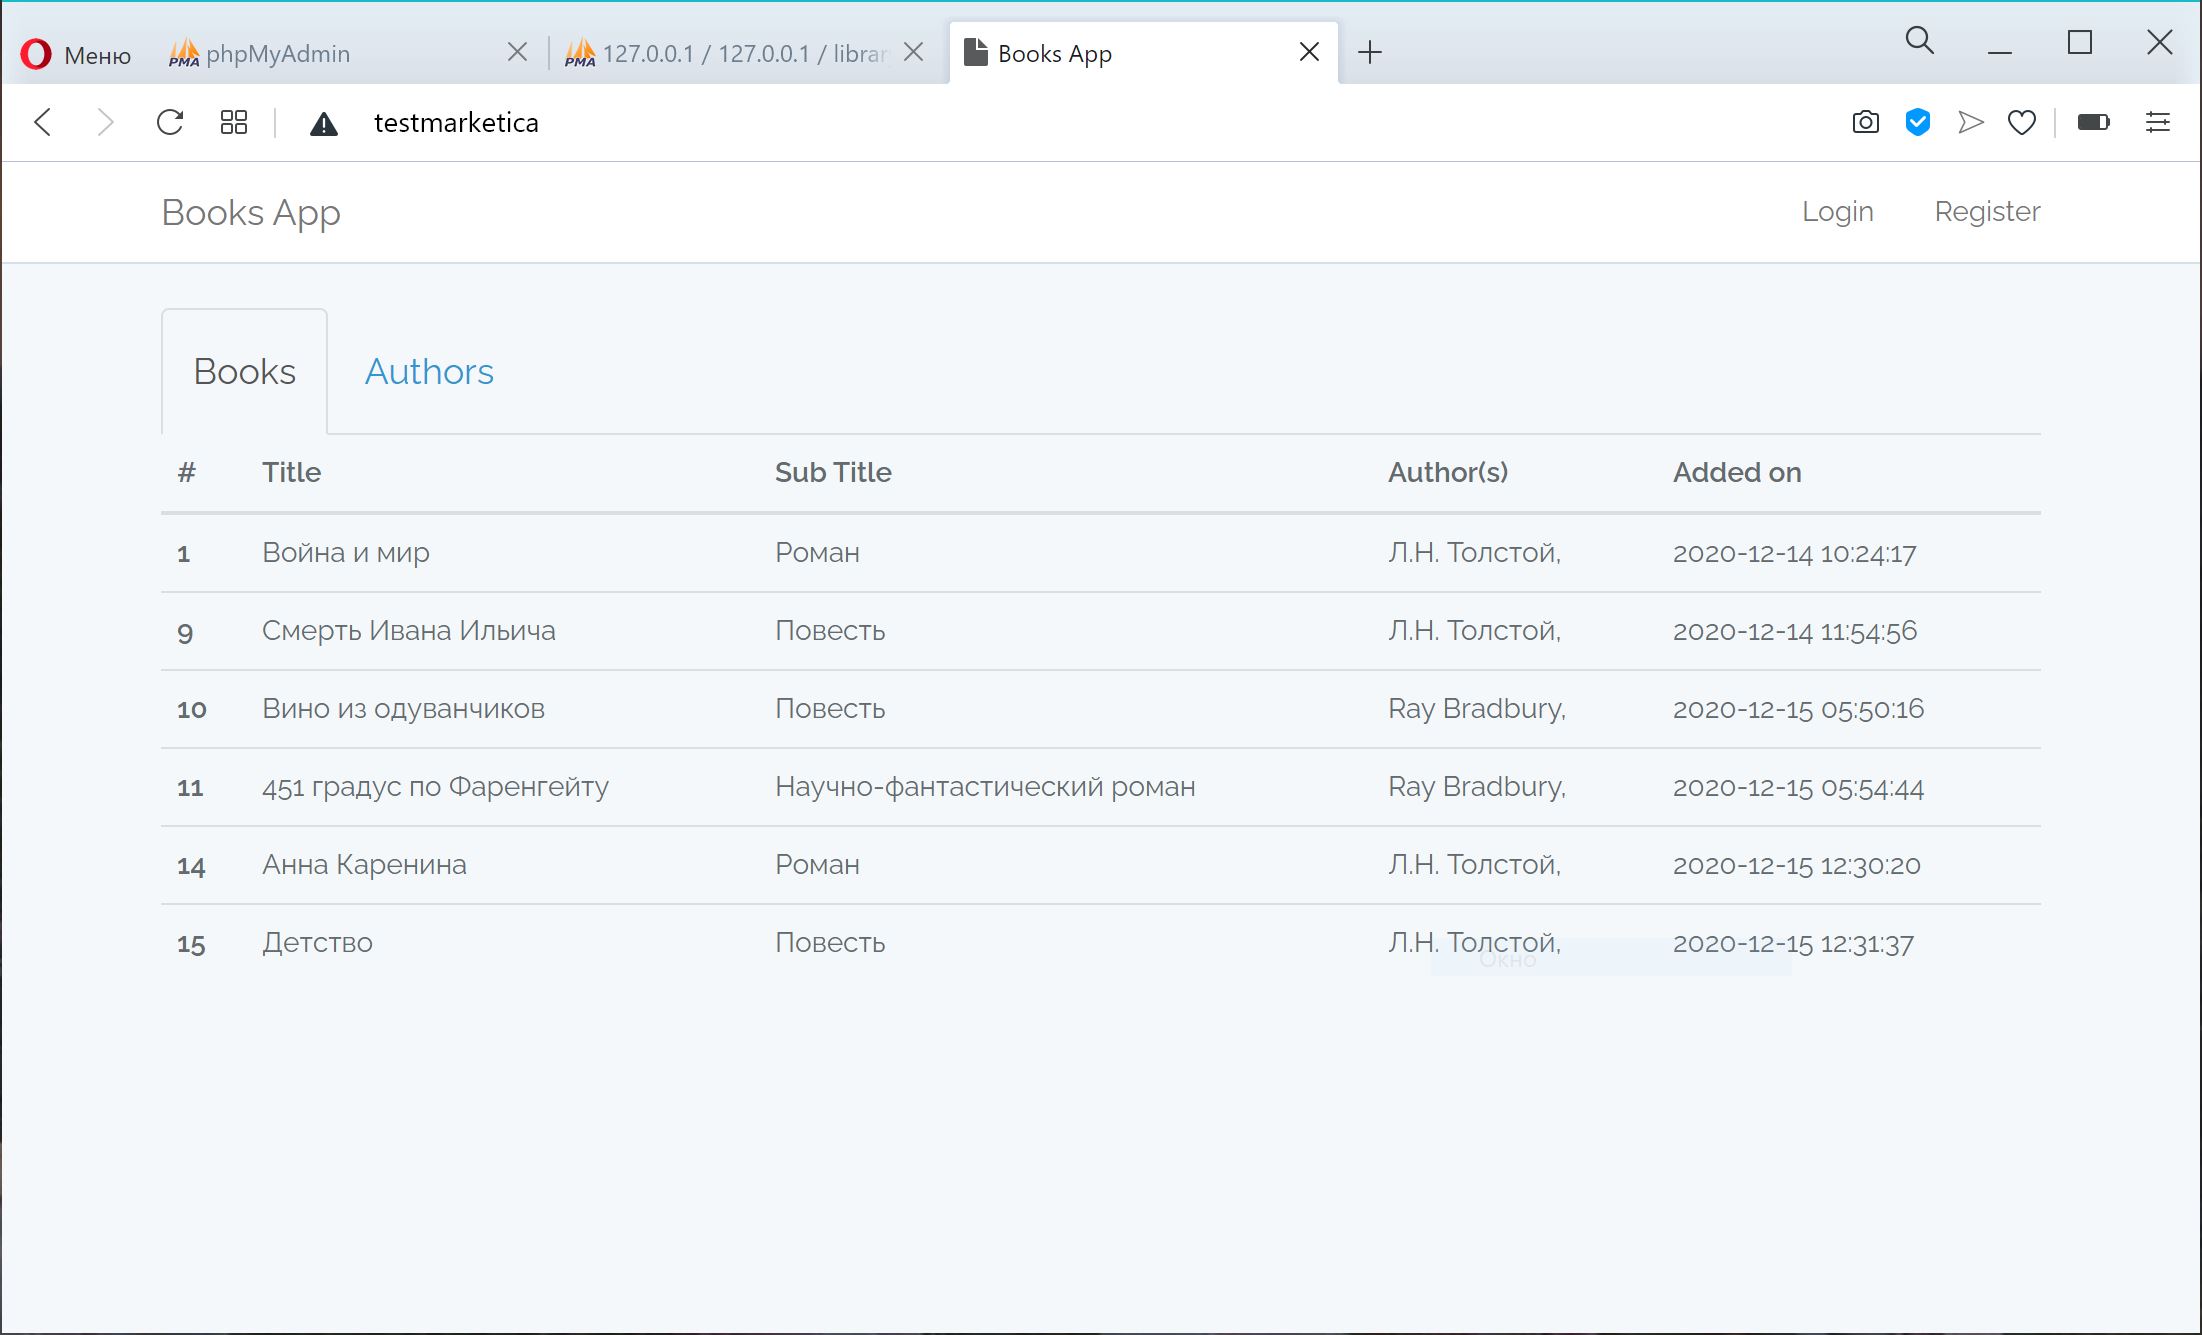 Меню phpMyAdmin 127.0.0.1 / 127.0.0.1 / librar Books App
testmarketica
Books App Login Register
Books Authors
# Title Sub Title Author(s) Added on
1 Война и мир Роман Л.Н. Толстой, 2020-12-14 10:24:17
9 Смерть Ивана Ильича Повесть Л.Н. Толстой, 2020-12-14 11:54:56
10 Вино из одуванчиков Повесть Ray Bradbury, 2020-12-15 05:50:16
11 451 градус по Фаренгейту Научно-фантастический роман Ray Bradbury, 2020-12-15 05:54:44
14 Анна Каренина Роман Л.Н. Толстой, 2020-12-15 12:30:20
15 Детство Повесть Л.Н. Толстой, 2020-12-15 12:31:37
Окно